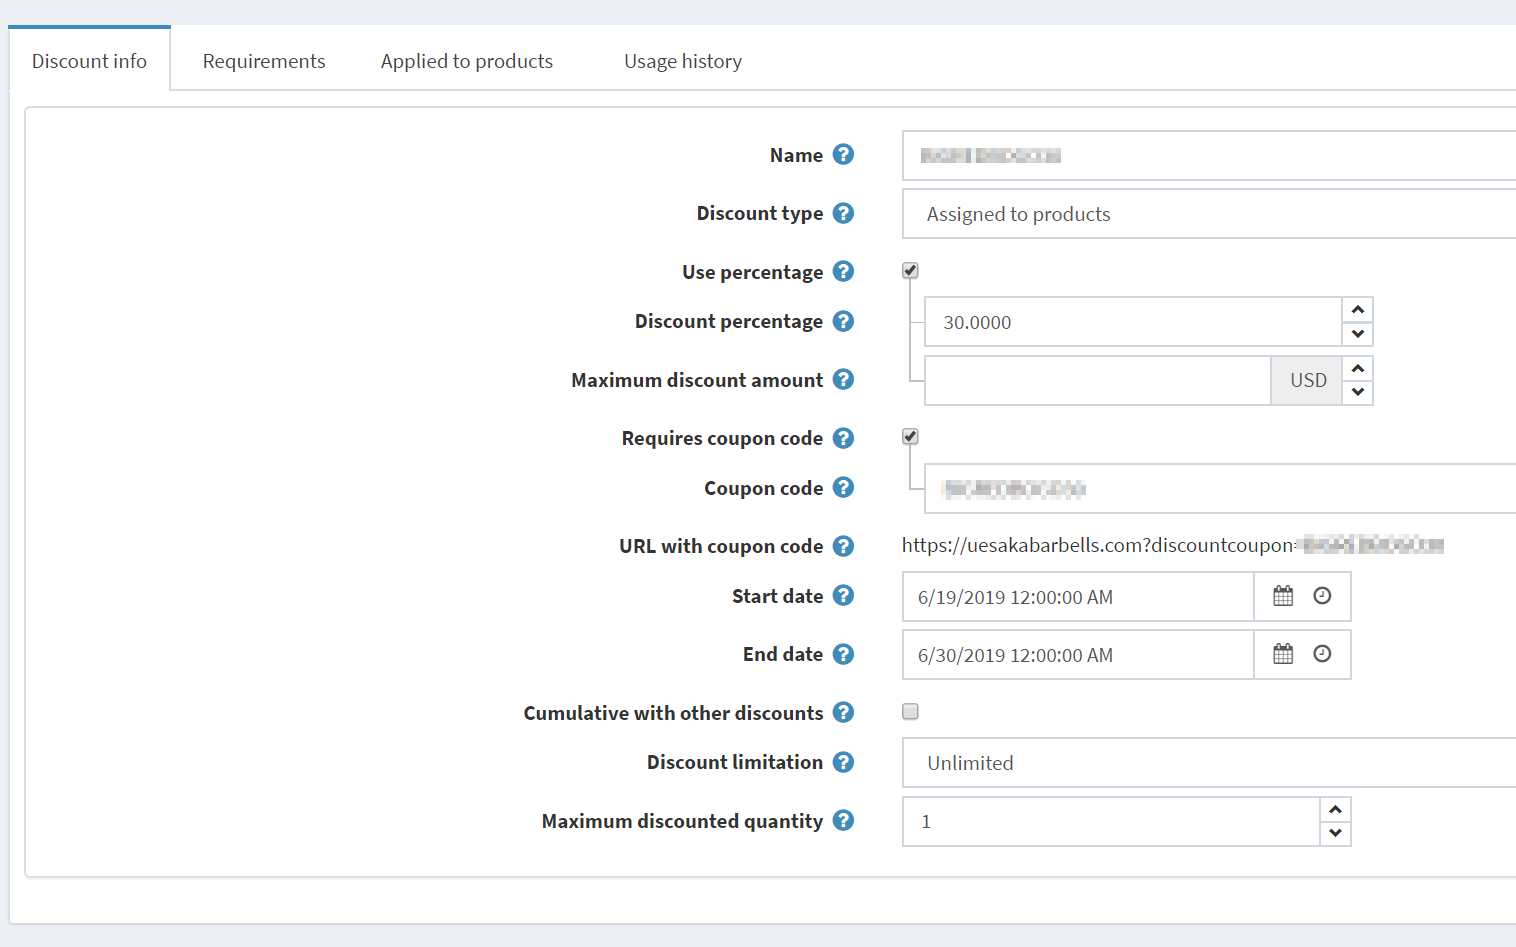 Discount info Requirements Applied to products Usage history
Name
Discount type Assigned to products
Use percentage
Discount percentage 30.0000
Maximum discount amount USD
Requires coupon code
Coupon code
URL with coupon code https://uesakabarbells.com?discountcoupon=
Start date 6/19/2019 12:00:00 AM
End date 6/30/2019 12:00:00 AM
Cumulative with other discounts
Discount limitation Unlimited
Maximum discounted quantity 1